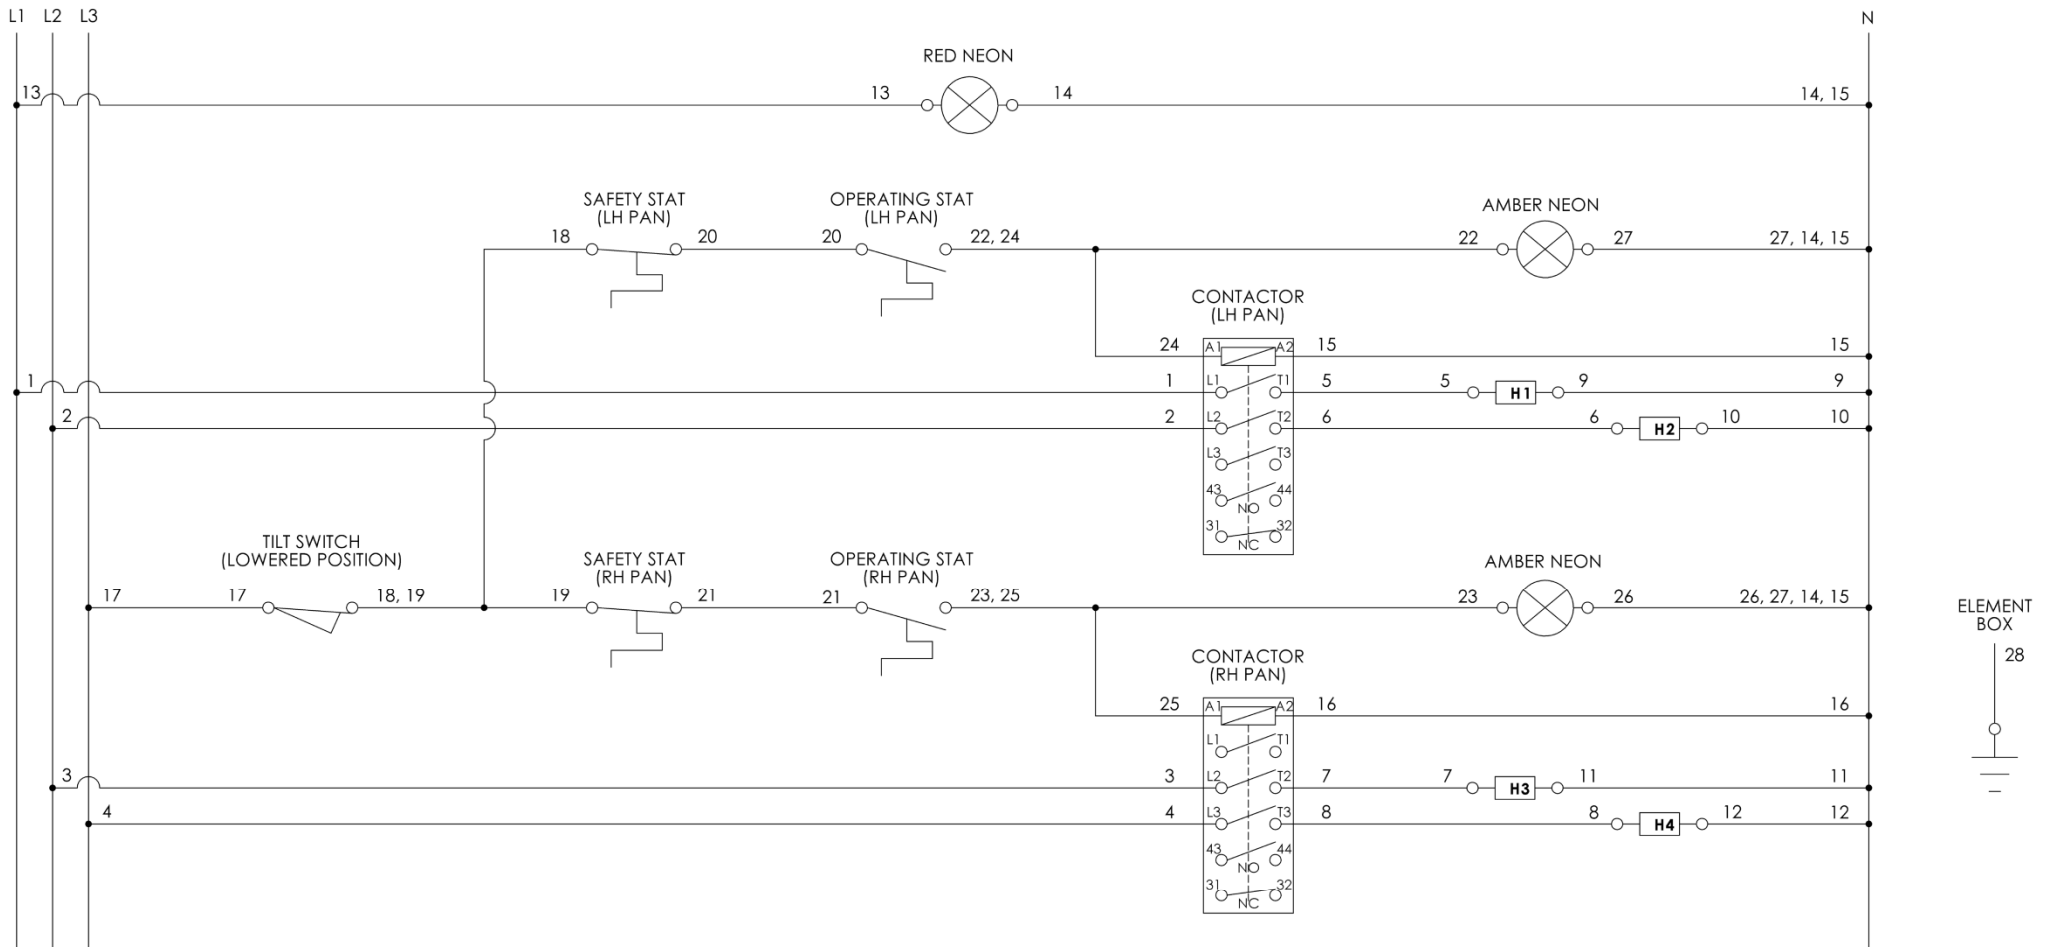 L1 L2 L3 N
RED NEON
13 13 14 14, 15
SAFETY STAT
(LH PAN)
OPERATING STAT
(LH PAN)
AMBER NEON
18 20 20 22, 24 22 27 27, 14, 15
CONTACTOR
(LH PAN)
24 A1 A2 15 15
1 1 L1 T1 5 5 H1 9 9
2 2 L2 T2 6 6 H2 10 10
L3 T3
43 44
NO
31 32
NC
TILT SWITCH
(LOWERED POSITION)
SAFETY STAT
(RH PAN)
OPERATING STAT
(RH PAN)
AMBER NEON
17 17 18, 19 19 21 21 23, 25 23 26 26, 27, 14, 15
ELEMENT
BOX
28
CONTACTOR
(RH PAN)
25 A1 A2 16 16
L1 T1
3 3 L2 T2 7 7 H3 11 11
4 4 L3 T3 8 8 H4 12 12
43 44
NO
31 32
NC